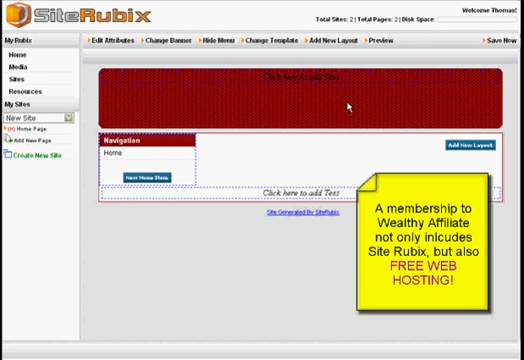 SiteRubix
Welcome Thomas!
Total Sites: 2 | Total Pages: 2 | Disk Space:
My Rubix
Edit Attributes Change Banner Hide Menu Change Template Add New Layout Preview Save Now
Home
Media
Sites
Resources
My Sites
New Site
(H) Home Page
Add New Page
Create New Site
Click here to add Text
Navigation
Home
New Menu Item
Add New Layout
Click here to add Text
Site Generated By SiteRubix
A membership to
Wealthy Affiliate
not only inlcudes
Site Rubix, but also
FREE WEB
HOSTING!